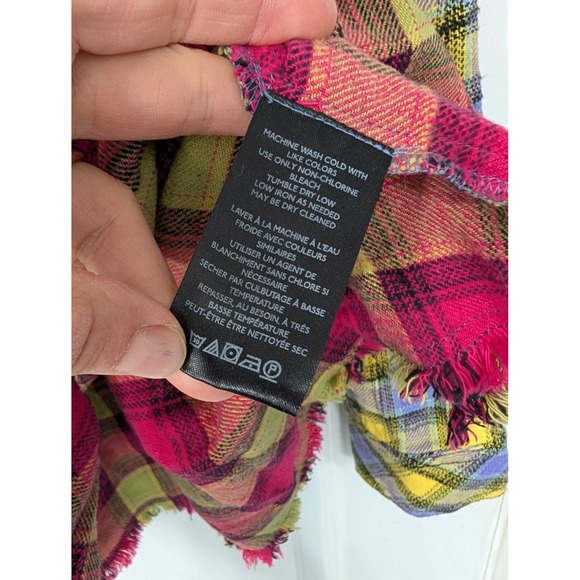 MACHINE WASH COLD WITH
LIKE COLORS
USE ONLY NON-CHLORINE
BLEACH
TUMBLE DRY LOW
LOW IRON AS NEEDED
MAY BE DRY CLEANED
LAVER À LA MACHINE À L'EAU
FROIDE AVEC COULEURS
SIMILAIRES
UTILISER UN AGENT DE
BLANCHIMENT SANS CHLORE SI
NÉCESSAIRE
SECHER PAR CULBUTAGE À BASSE
TEMPERATURE
REPASSER, AU BESOIN, À TRÉS
BASSE TEMPÉRATURE
PEUT-ÊTRE ÊTRE NETTOYÉE SEC
P